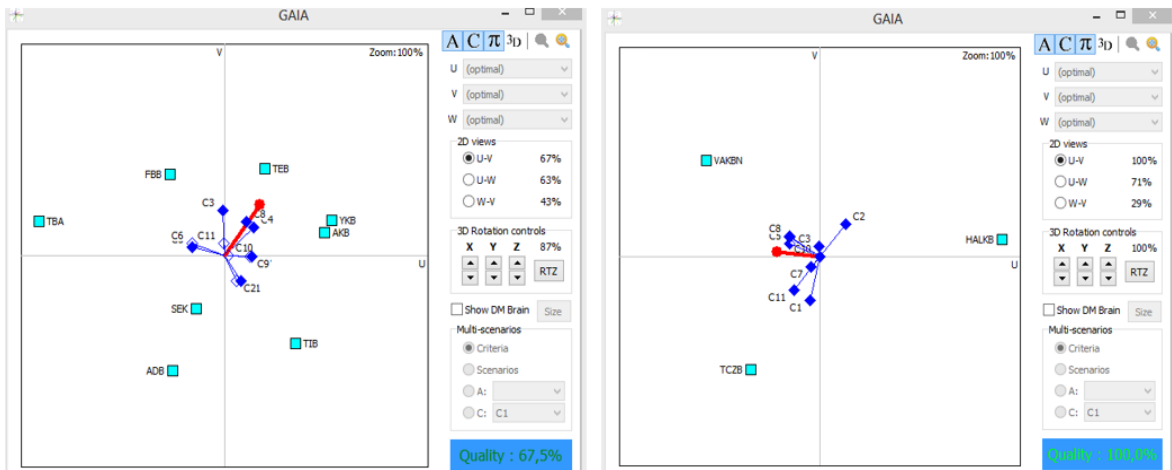 GAIA
V
Zoom: 100%
A C π 3D
U (optimal)
V (optimal)
W (optimal)
2D views
U-V 67%
U-W 63%
W-V 43%
3D Rotation controls
X Y Z 87%
RTZ
Show DM Brain Size
Multi-scenarios
Criteria
Scenarios
A:
C: C1
Quality : 67,5%
FBB
TEB
TBA
C3
C8
C4
YKB
AKB
C6
C11
C10
C9
U
C21
SEK
TIB
ADB
GAIA
V
Zoom: 100%
A C π 3D
U (optimal)
V (optimal)
W (optimal)
2D views
U-V 100%
U-W 71%
W-V 29%
3D Rotation controls
X Y Z 100%
RTZ
Show DM Brain Size
Multi-scenarios
Criteria
Scenarios
A:
C: C1
Quality : 100,0%
VAKBN
C2
C8
C5
C3
HALKB
U
C7
C11
C1
TCZB